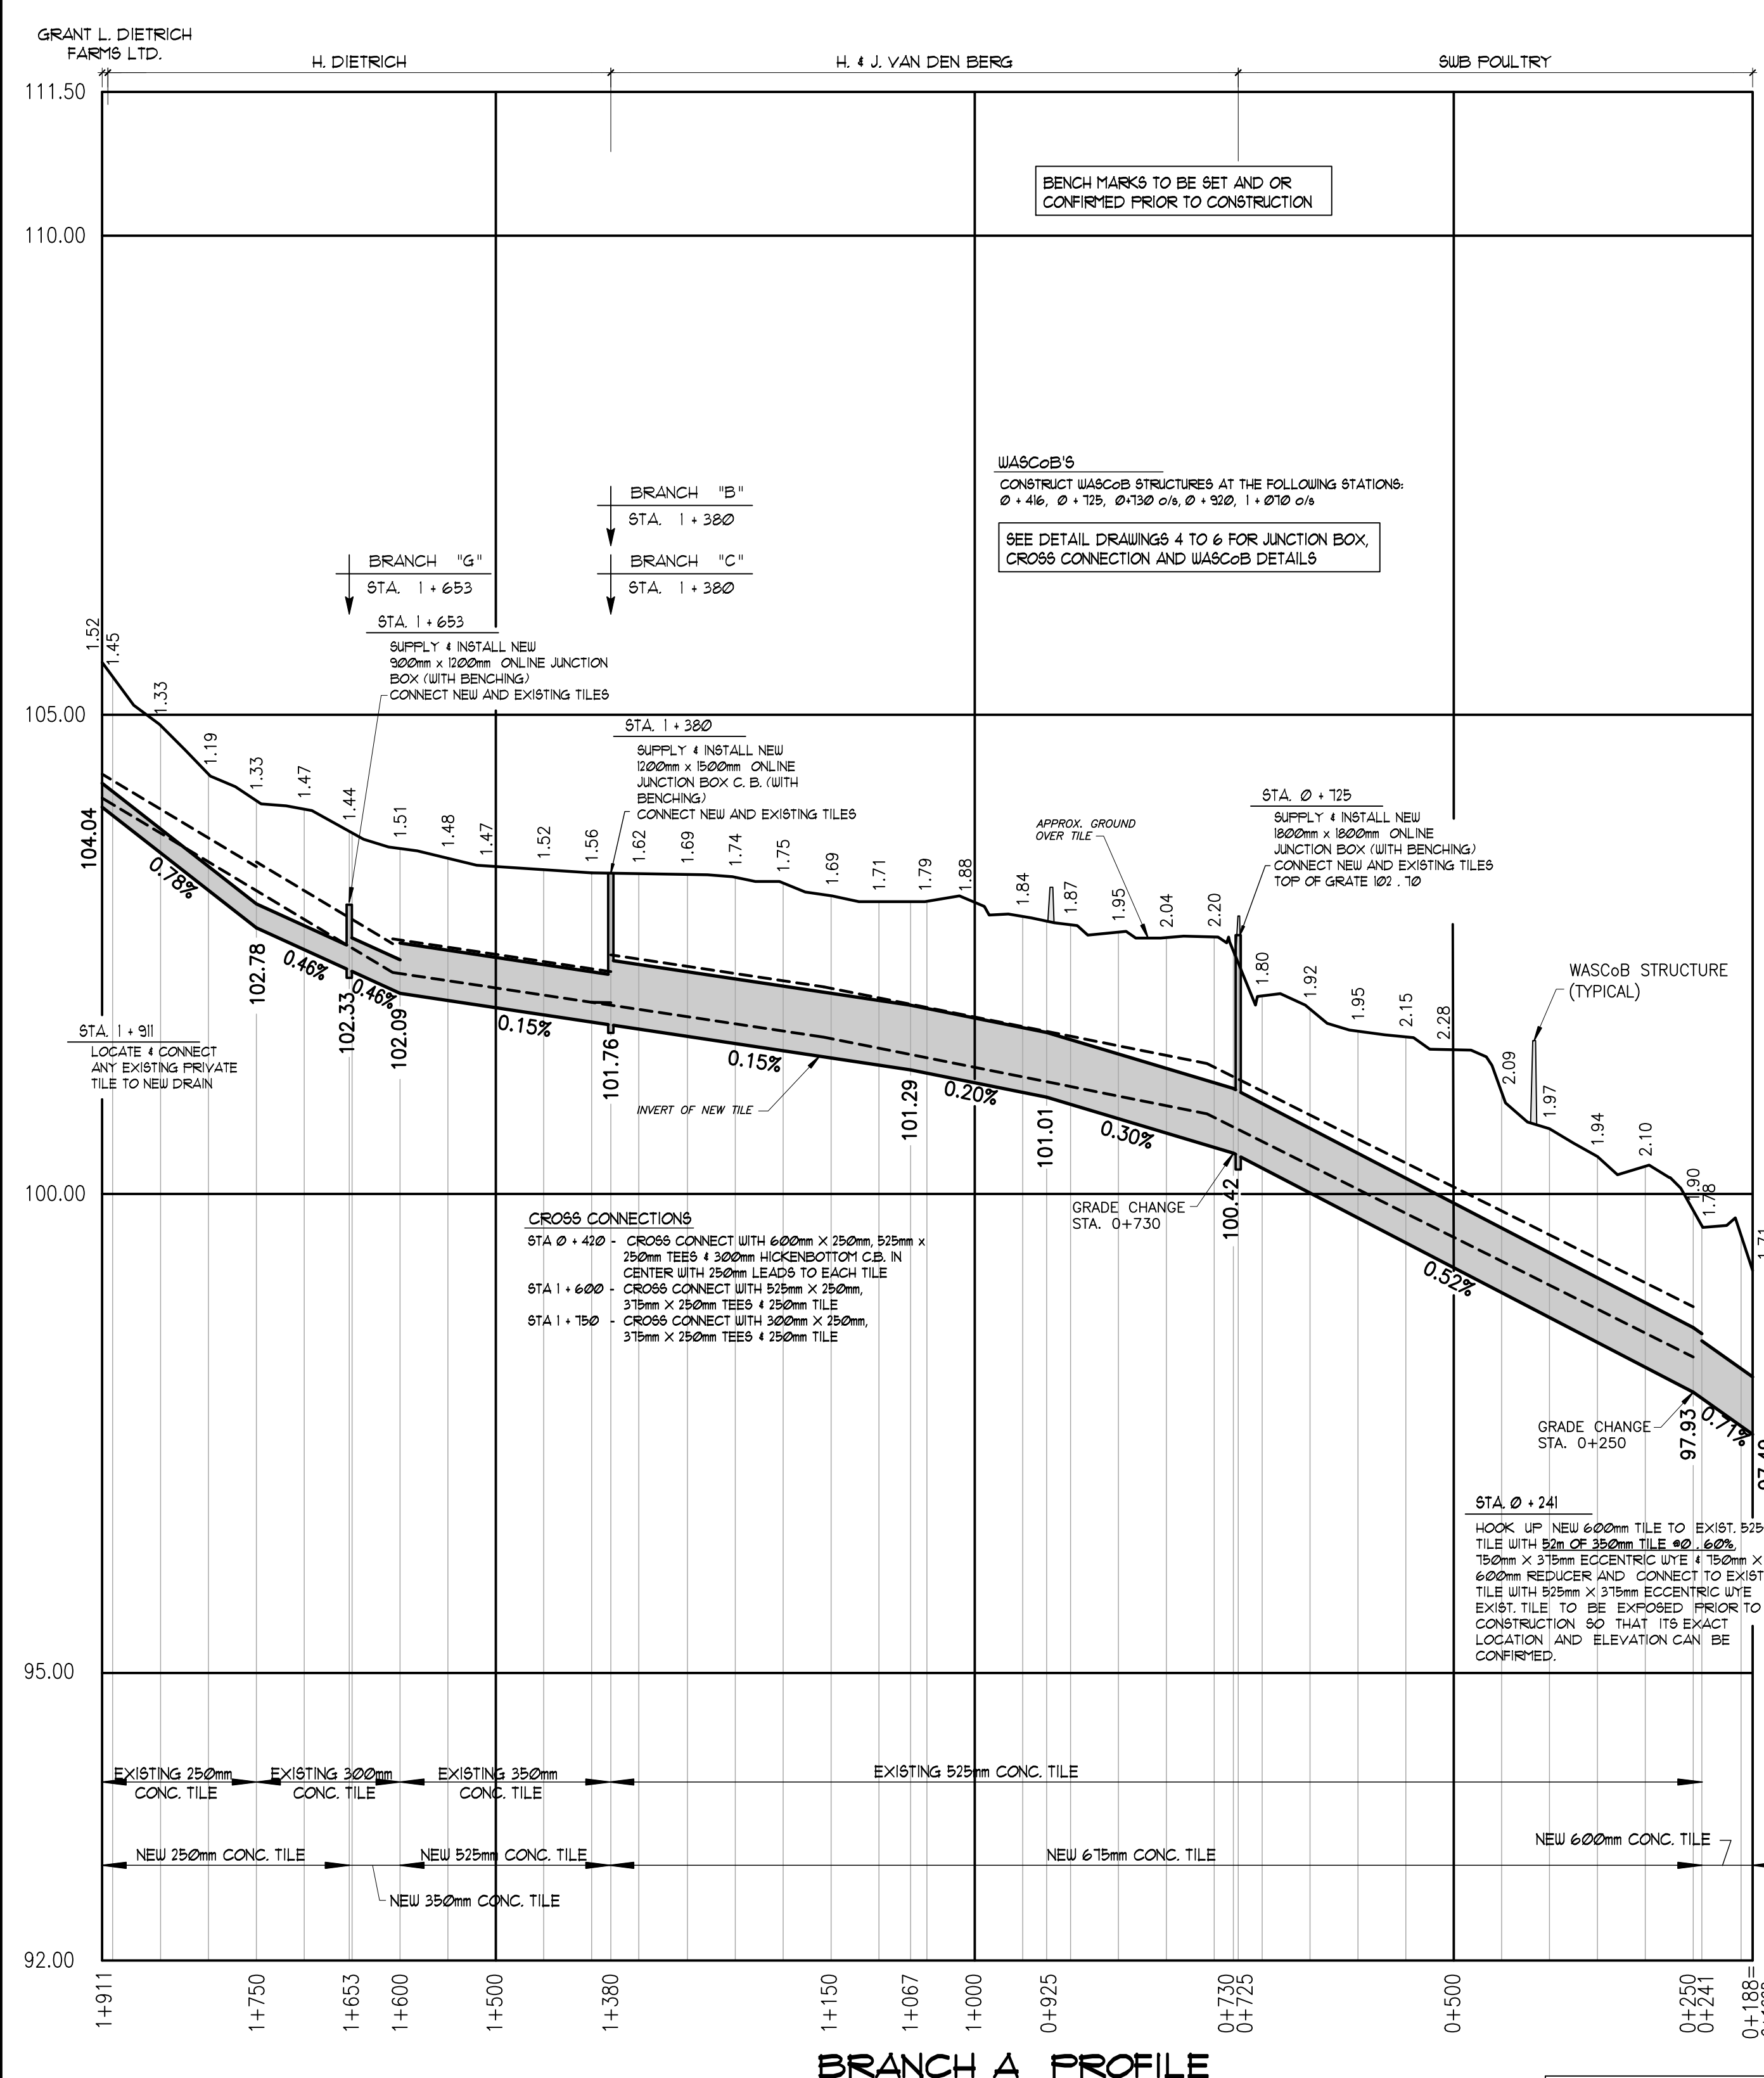 GRANT L. DIETRICH
FARMS LTD.
H. DIETRICH
H. & J. VAN DEN BERG
SWB POULTRY
111.50
110.00
105.00
100.00
95.00
92.00
BENCH MARKS TO BE SET AND OR
CONFIRMED PRIOR TO CONSTRUCTION
WASCoB'S
CONSTRUCT WASCoB STRUCTURES AT THE FOLLOWING STATIONS:
0 + 416, 0 + 725, 0+730 o/s, 0 + 920, 1 + 070 o/s
SEE DETAIL DRAWINGS 4 TO 6 FOR JUNCTION BOX,
CROSS CONNECTION AND WASCoB DETAILS
BRANCH "B"
STA. 1 + 380
BRANCH "C"
STA. 1 + 380
BRANCH "G"
STA. 1 + 653
STA. 1 + 653
SUPPLY & INSTALL NEW
900mm x 1200mm ONLINE JUNCTION
BOX (WITH BENCHING)
CONNECT NEW AND EXISTING TILES
STA. 1 + 380
SUPPLY & INSTALL NEW
1200mm x 1500mm ONLINE
JUNCTION BOX C. B. (WITH
BENCHING)
CONNECT NEW AND EXISTING TILES
APPROX. GROUND
OVER TILE
STA. 0 + 725
SUPPLY & INSTALL NEW
1800mm x 1800mm ONLINE
JUNCTION BOX (WITH BENCHING)
CONNECT NEW AND EXISTING TILES
TOP OF GRATE 102 . 70
WASCoB STRUCTURE
(TYPICAL)
1.52
1.45
1.33
1.19
1.33
1.47
1.44
1.51
1.48
1.47
1.52
1.56
1.62
1.69
1.74
1.75
1.69
1.71
1.79
1.88
1.84
1.87
1.95
2.04
2.20
1.80
1.92
1.95
2.15
2.28
2.09
1.97
1.94
2.10
1.90
1.78
1.71
104.04
0.78%
102.78
0.46%
102.33
0.46%
102.09
0.15%
101.76
0.15%
101.29
0.20%
101.01
0.30%
100.42
0.52%
97.93
0.71%
STA. 1 + 911
LOCATE & CONNECT
ANY EXISTING PRIVATE
TILE TO NEW DRAIN
INVERT OF NEW TILE
GRADE CHANGE
STA. 0+730
GRADE CHANGE
STA. 0+250
CROSS CONNECTIONS
STA 0 + 420 - CROSS CONNECT WITH 600mm X 250mm, 525mm x
250mm TEES & 300mm HICKENBOTTOM C.B. IN
CENTER WITH 250mm LEADS TO EACH TILE
STA 1 + 600 - CROSS CONNECT WITH 525mm X 250mm,
375mm X 250mm TEES & 250mm TILE
STA 1 + 750 - CROSS CONNECT WITH 300mm X 250mm,
375mm X 250mm TEES & 250mm TILE
STA. 0 + 241
HOOK UP NEW 600mm TILE TO EXIST. 525
TILE WITH 52m OF 350mm TILE @0 . 60%,
750mm X 375mm ECCENTRIC WYE & 750mm X
600mm REDUCER AND CONNECT TO EXIST
TILE WITH 525mm X 375mm ECCENTRIC WYE
EXIST. TILE TO BE EXPOSED PRIOR TO
CONSTRUCTION SO THAT ITS EXACT
LOCATION AND ELEVATION CAN BE
CONFIRMED.
EXISTING 250mm
CONC. TILE
EXISTING 300mm
CONC. TILE
EXISTING 350mm
CONC. TILE
EXISTING 525mm CONC. TILE
NEW 250mm CONC. TILE
NEW 350mm CONC. TILE
NEW 525mm CONC. TILE
NEW 675mm CONC. TILE
NEW 600mm CONC. TILE
1+911
1+750
1+653
1+600
1+500
1+380
1+150
1+067
1+000
0+925
0+730
0+725
0+500
0+250
0+241
0+188=
BRANCH A PROFILE